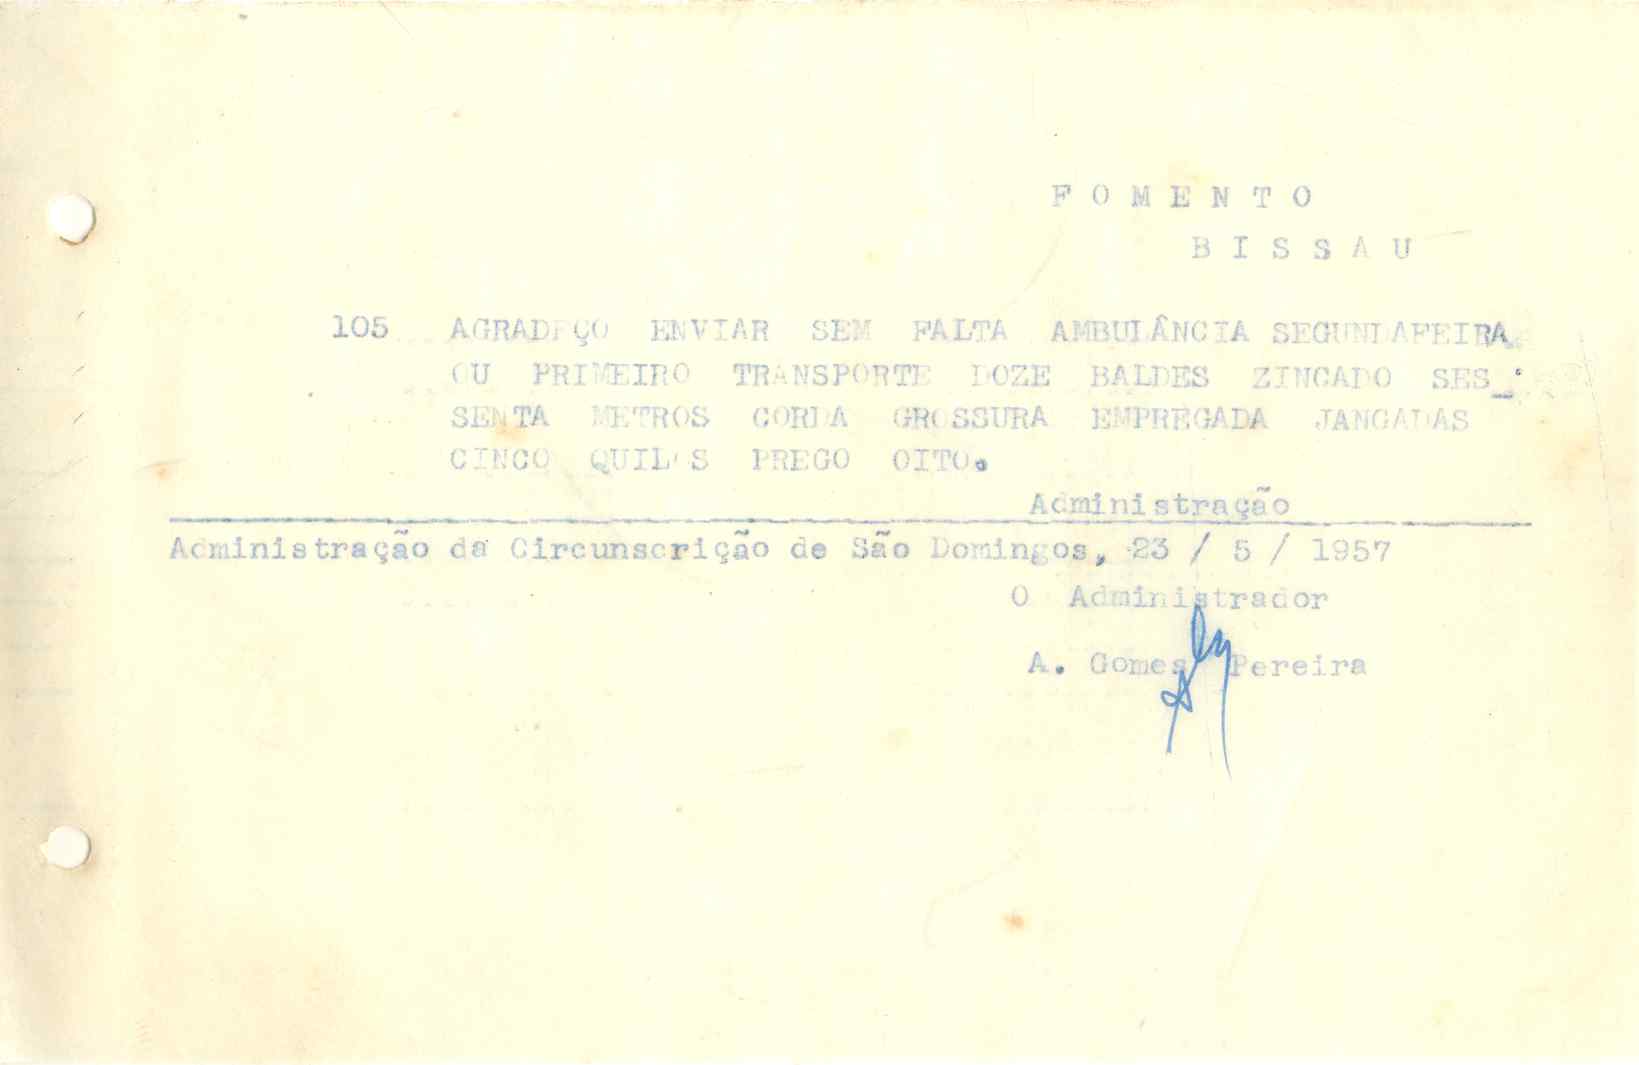 F O M E N T O
B I S S A U
105 AGRADEÇO ENVIAR SEM FALTA AMBULÂNCIA SEGUNDAFEIRA
OU PRIMEIRO TRANSPORTE DOZE BALDES ZINCADO SES_
SENTA METROS CORDA GROSSURA EMPREGADA JANGADAS
CINCO QUILOS PREGO OITO.
Administração
Administração da Circunscrição de São Domingos, 23 / 5 / 1957
O Administrador
A. Gomes Pereira